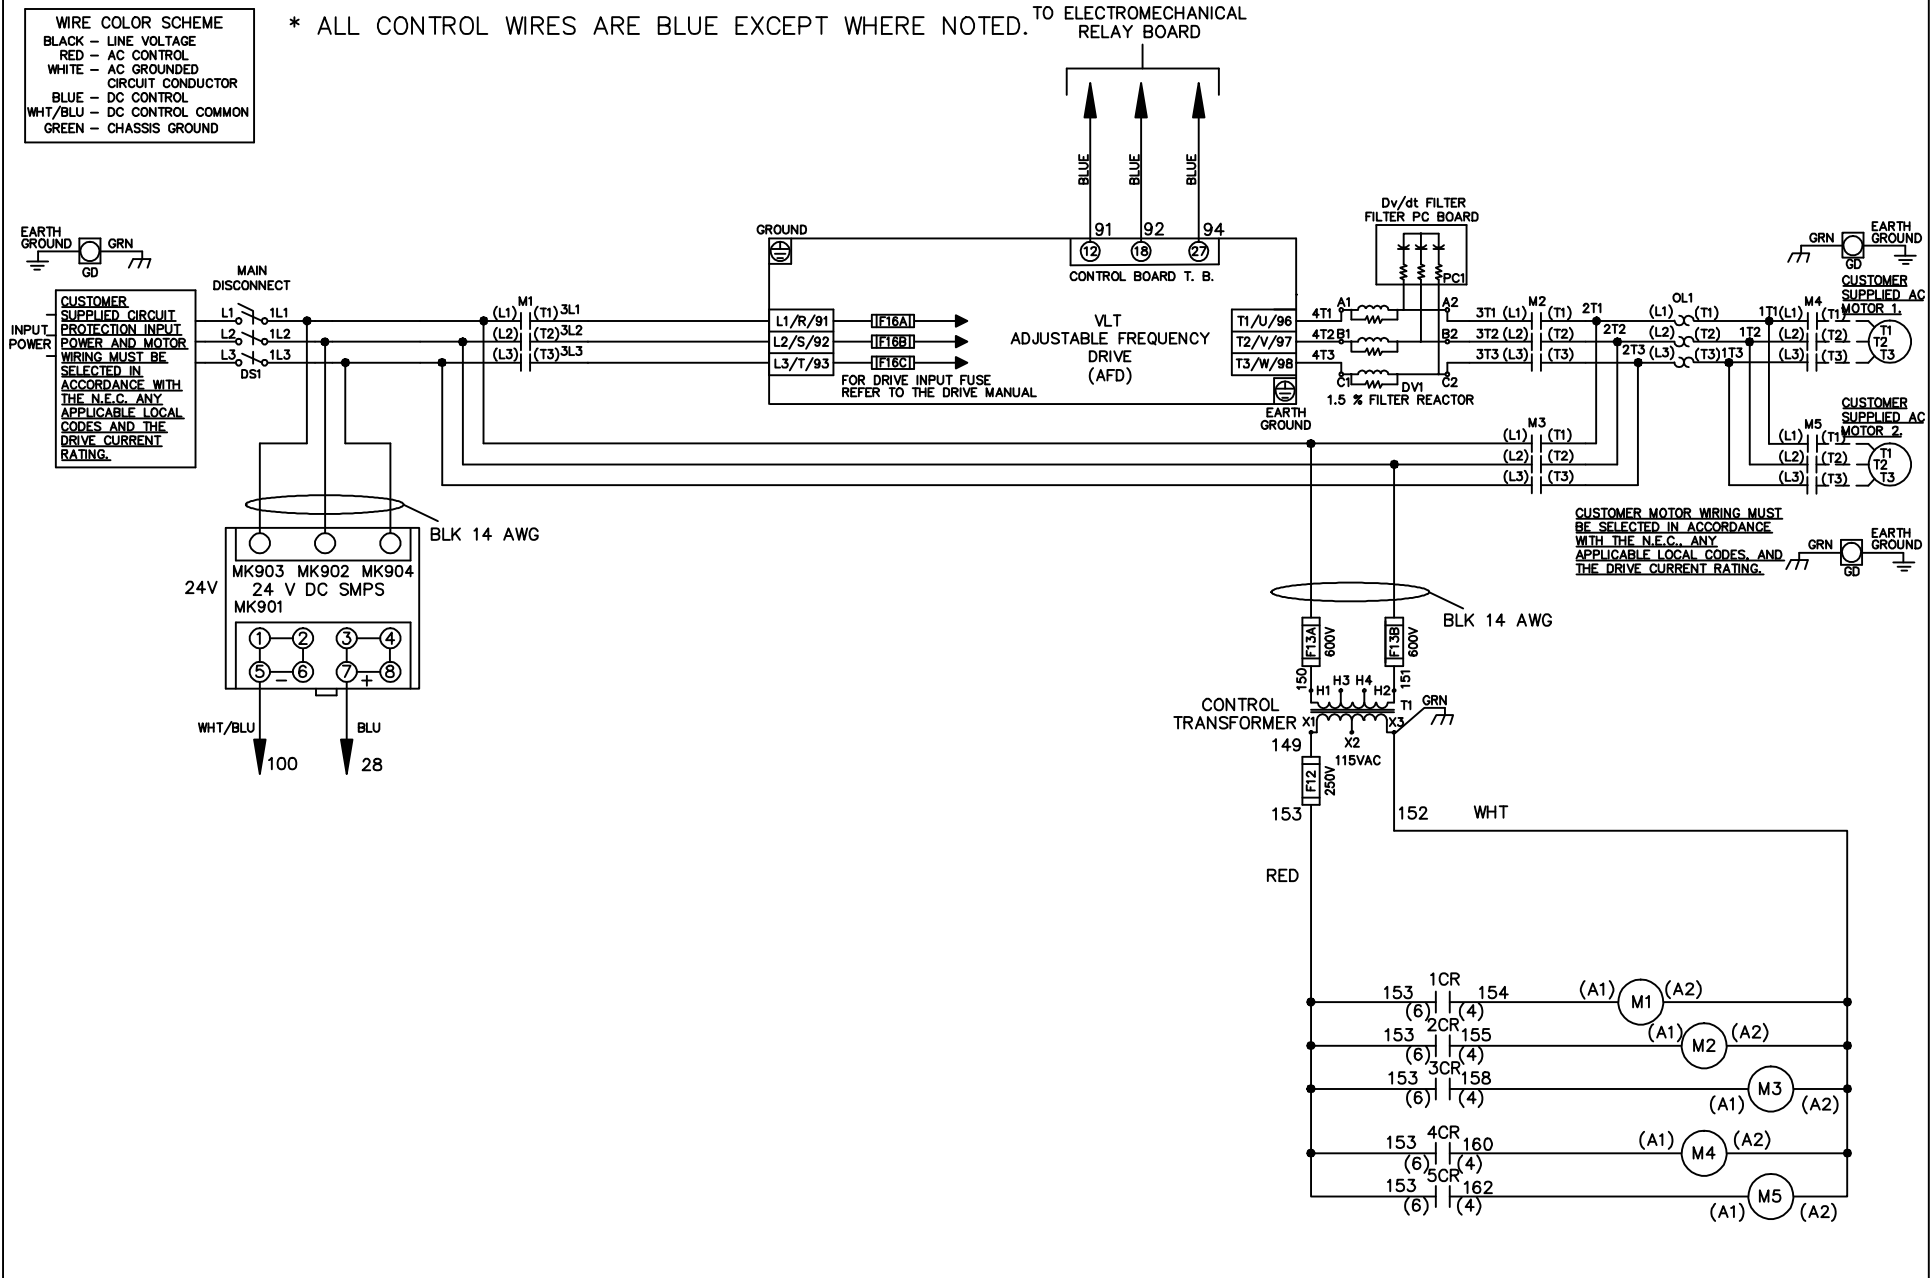 WIRE COLOR SCHEME
BLACK – LINE VOLTAGE
RED – AC CONTROL
WHITE – AC GROUNDED
CIRCUIT CONDUCTOR
BLUE – DC CONTROL
WHT/BLU – DC CONTROL COMMON
GREEN – CHASSIS GROUND
* ALL CONTROL WIRES ARE BLUE EXCEPT WHERE NOTED.
TO ELECTROMECHANICAL
RELAY BOARD
BLUE
BLUE
BLUE
91 92 94
12 18 27
CONTROL BOARD T. B.
EARTH
GROUND
GRN
GD
INPUT
POWER
CUSTOMER
SUPPLIED CIRCUIT
PROTECTION INPUT
POWER AND MOTOR
WIRING MUST BE
SELECTED IN
ACCORDANCE WITH
THE N.E.C. ANY
APPLICABLE LOCAL
CODES AND THE
DRIVE CURRENT
RATING.
MAIN
DISCONNECT
L1 1L1
L2 1L2
L3 1L3
DS1
M1
(L1) (T1) 3L1
(L2) (T2) 3L2
(L3) (T3) 3L3
GROUND
L1/R/91
L2/S/92
L3/T/93
F16A
F16B
F16C
FOR DRIVE INPUT FUSE
REFER TO THE DRIVE MANUAL
VLT
ADJUSTABLE FREQUENCY
DRIVE
(AFD)
T1/U/96
T2/V/97
T3/W/98
EARTH
GROUND
Dv/dt FILTER
FILTER PC BOARD
PC1
4T1 A1 A2
4T2 B1 B2
4T3 C1 C2
DV1
1.5 % FILTER REACTOR
M2
3T1 (L1) (T1) 2T1
3T2 (L2) (T2) 2T2
3T3 (L3) (T3) 2T3
OL1
(L1) (T1) 1T1
(L2) (T2) 1T2
(L3) (T3) 1T3
M4
(L1) (T1)
(L2) (T2)
(L3) (T3)
GRN
EARTH
GROUND
GD
CUSTOMER
SUPPLIED AC
MOTOR 1.
T1
T2
T3
M3
(L1) (T1)
(L2) (T2)
(L3) (T3)
CUSTOMER
SUPPLIED AC
MOTOR 2.
M5
(L1) (T1)
(L2) (T2)
(L3) (T3)
T1
T2
T3
CUSTOMER MOTOR WIRING MUST
BE SELECTED IN ACCORDANCE
WITH THE N.E.C., ANY
APPLICABLE LOCAL CODES, AND
THE DRIVE CURRENT RATING.
GRN
EARTH
GROUND
GD
BLK 14 AWG
MK903 MK902 MK904
24V
24 V DC SMPS
MK901
1 2 3 4
5 – 6 7 + 8
WHT/BLU
BLU
100
28
BLK 14 AWG
F13A
600V
F13B
600V
150
151
H1 H3 H4 H2
CONTROL
TRANSFORMER
T1
GRN
X1 X2 X3
149
115VAC
F12
250V
153
152
WHT
RED
1CR
153 154 (A1) M1 (A2)
(6) (4)
2CR
153 155 (A1) M2 (A2)
(6) (4)
3CR
153 158 M3
(6) (4) (A1) (A2)
4CR
153 160 (A1) M4 (A2)
(6) (4)
5CR
153 162 M5
(6) (4) (A1) (A2)